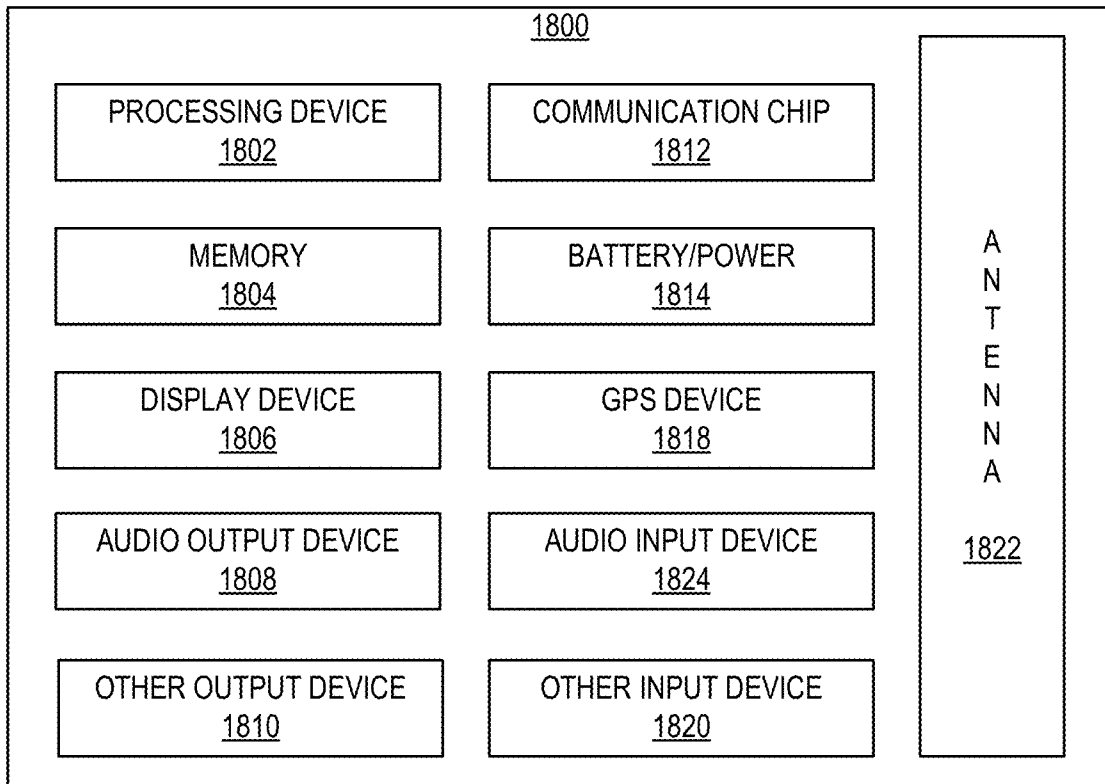 1800
PROCESSING DEVICE
1802
COMMUNICATION CHIP
1812
MEMORY
1804
BATTERY/POWER
1814
DISPLAY DEVICE
1806
GPS DEVICE
1818
AUDIO OUTPUT DEVICE
1808
AUDIO INPUT DEVICE
1824
OTHER OUTPUT DEVICE
1810
OTHER INPUT DEVICE
1820
ANTENNA
1822